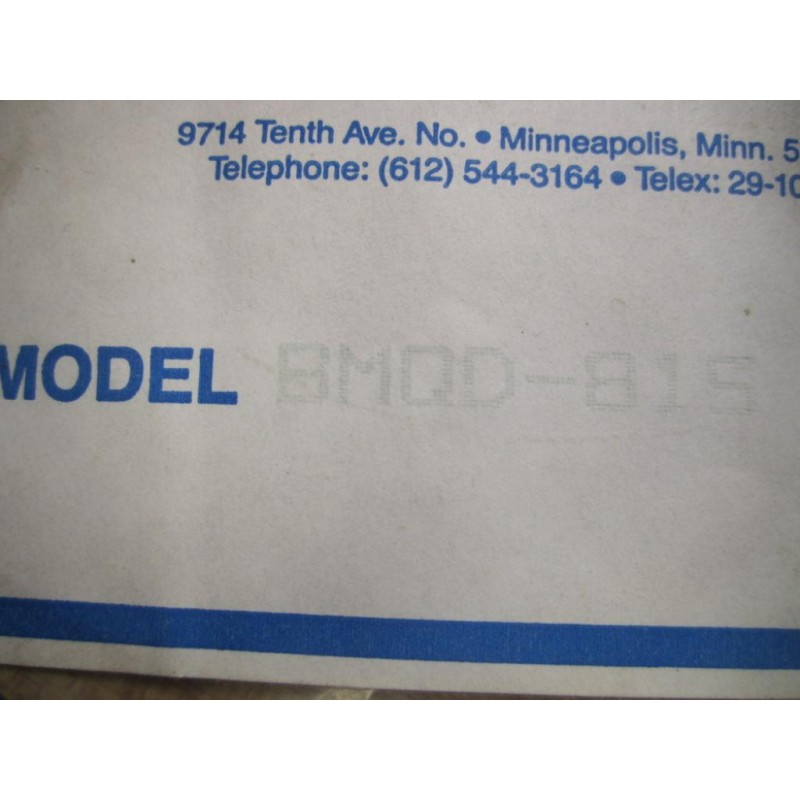 9714 Tenth Ave. No. • Minneapolis, Minn. 5
Telephone: (612) 544-3164 • Telex: 29-10
MODEL BMQD-815